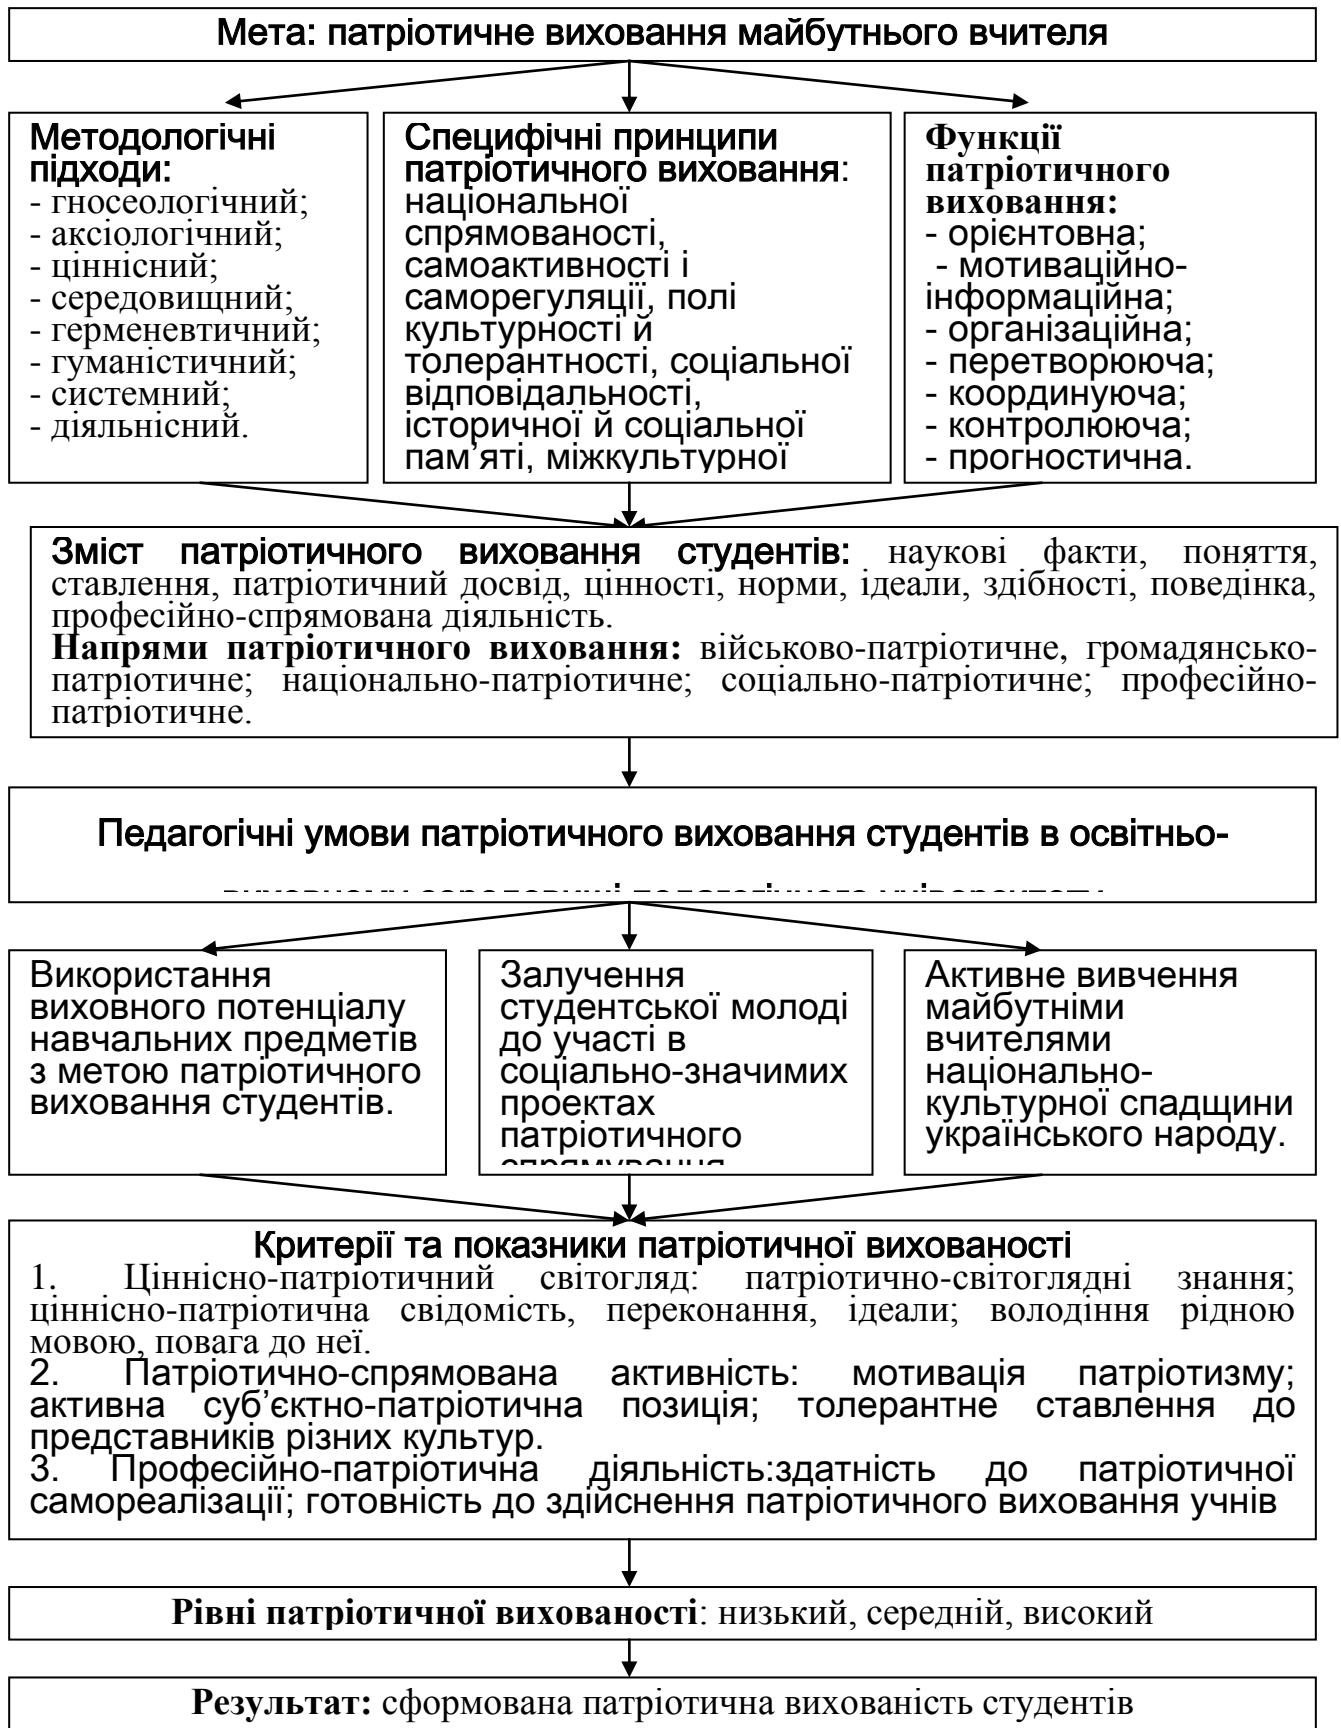 Мета: патріотичне виховання майбутнього вчителя
Методологічні
підходи:
- гносеологічний;
- аксіологічний;
- ціннісний;
- середовищний;
- герменевтичний;
- гуманістичний;
- системний;
- діяльнісний.
Специфічні принципи
патріотичного виховання:
національної
спрямованості,
самоактивності і
саморегуляції, полі
культурності й
толерантності, соціальної
відповідальності,
історичної й соціальної
пам’яті, міжкультурної
Функції
патріотичного
виховання:
- орієнтовна;
- мотиваційно-
інформаційна;
- організаційна;
- перетворююча;
- координуюча;
- контролююча;
- прогностична.
Зміст патріотичного виховання студентів: наукові факти, поняття,
ставлення, патріотичний досвід, цінності, норми, ідеали, здібності, поведінка,
професійно-спрямована діяльність.
Напрями патріотичного виховання: військово-патріотичне, громадянсько-
патріотичне; національно-патріотичне; соціально-патріотичне; професійно-
патріотичне.
Педагогічні умови патріотичного виховання студентів в освітньо-
виховному середовищі педагогічного університету
Використання
виховного потенціалу
навчальних предметів
з метою патріотичного
виховання студентів.
Залучення
студентської молоді
до участі в
соціально-значимих
проектах
патріотичного
спрямування
Активне вивчення
майбутніми
вчителями
національно-
культурної спадщини
українського народу.
Критерії та показники патріотичної вихованості
1. Ціннісно-патріотичний світогляд: патріотично-світоглядні знання;
ціннісно-патріотична свідомість, переконання, ідеали; володіння рідною
мовою, повага до неї.
2. Патріотично-спрямована активність: мотивація патріотизму;
активна суб’єктно-патріотична позиція; толерантне ставлення до
представників різних культур.
3. Професійно-патріотична діяльність:здатність до патріотичної
самореалізації; готовність до здійснення патріотичного виховання учнів
Рівні патріотичної вихованості: низький, середній, високий
Результат: сформована патріотична вихованість студентів